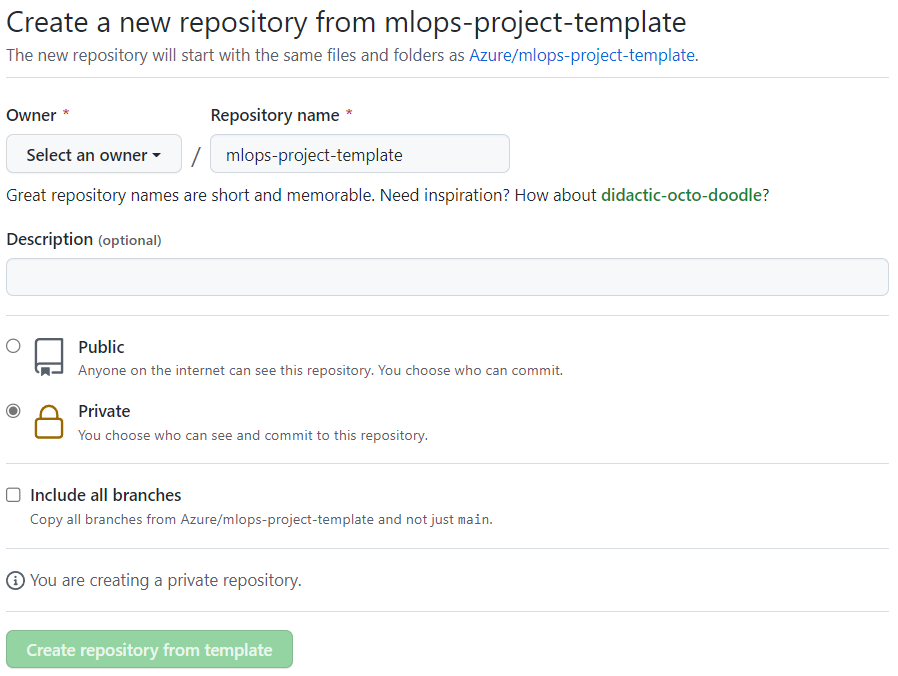 Create a new repository from mlops-project-template
The new repository will start with the same files and folders as Azure/mlops-project-template.
Owner * Repository name *
Select an owner / mlops-project-template
Great repository names are short and memorable. Need inspiration? How about didactic-octo-doodle?
Description (optional)
Public
Anyone on the internet can see this repository. You choose who can commit.
Private
You choose who can see and commit to this repository.
Include all branches
Copy all branches from Azure/mlops-project-template and not just main.
You are creating a private repository.
Create repository from template